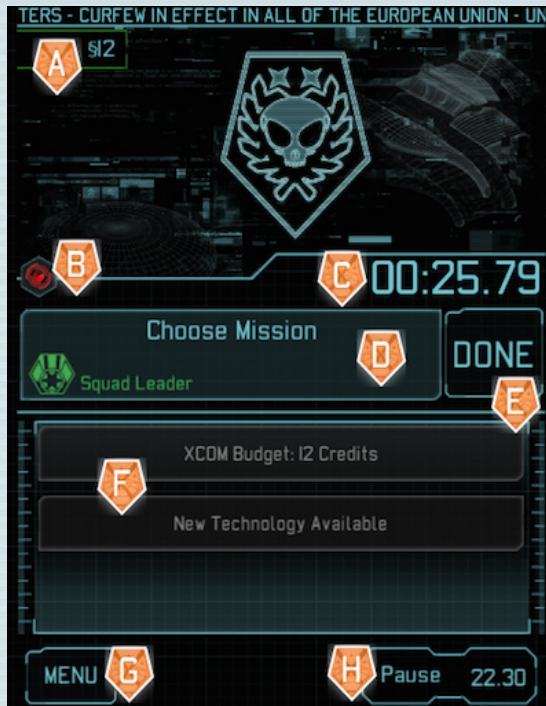 TERS - CURFEW IN EFFECT IN ALL OF THE EUROPEAN UNION - UN
A
§12
B
C
00:25.79
Choose Mission
D
DONE
Squad Leader
E
XCOM Budget: 12 Credits
F
New Technology Available
MENU
G
H
Pause
22.30